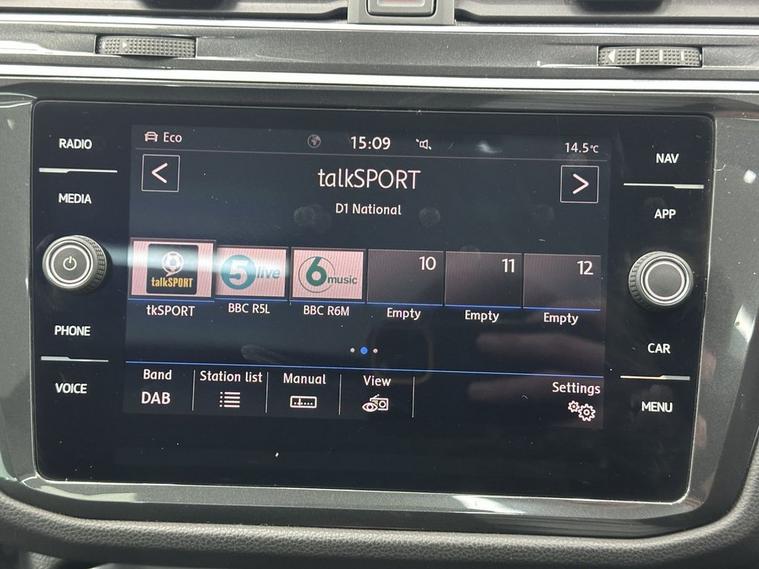 RADIO
MEDIA
PHONE
VOICE
Eco
15:09
14.5°C
talkSPORT
D1 National
talkSPORT
tkSPORT
5 live
BBC R5L
6 music
BBC R6M
10
Empty
11
Empty
12
Empty
Band
DAB
Station list
Manual
View
Settings
NAV
APP
CAR
MENU